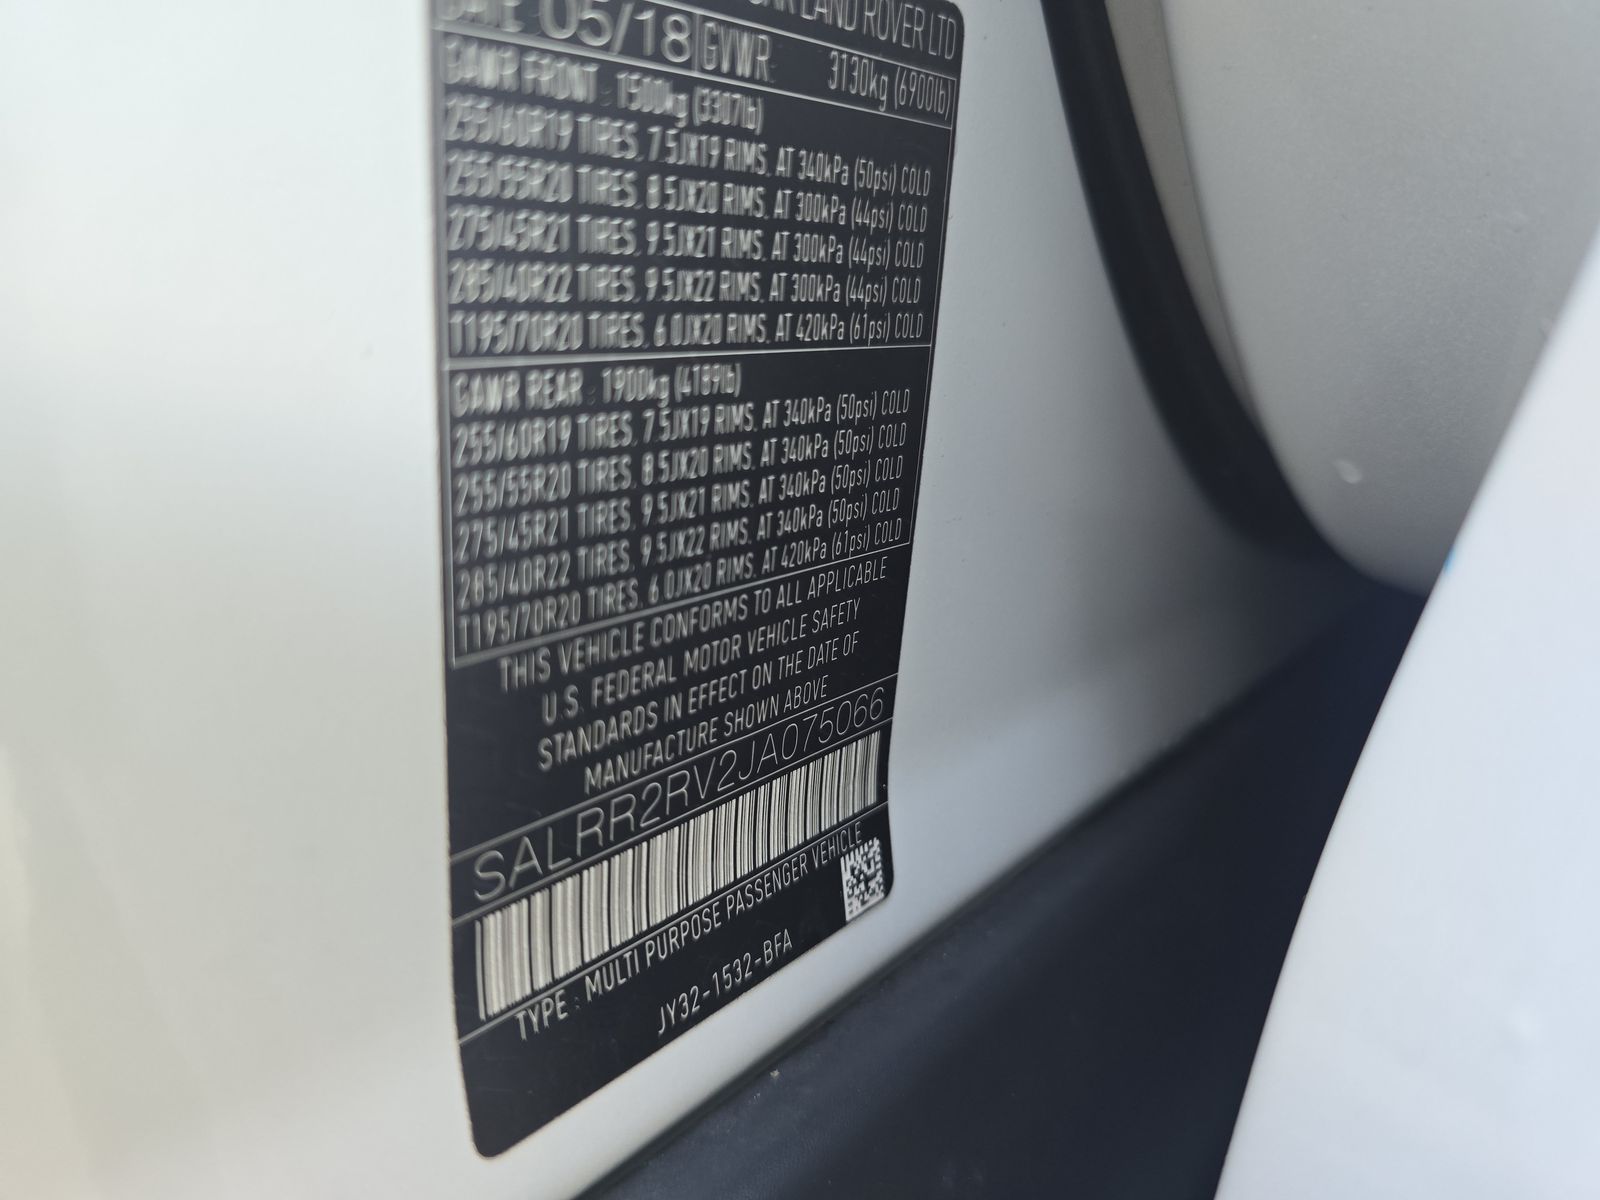 DATE 05/18 GVWR LAND ROVER LTD
3130kg (6900lb)
GAWR FRONT : 1500kg (3307lb)
255/60R19 TIRES, 7.5JX19 RIMS, AT 340kPa (50psi) COLD
255/55R20 TIRES, 8.5JX20 RIMS, AT 300kPa (44psi) COLD
275/45R21 TIRES, 9.5JX21 RIMS, AT 300kPa (44psi) COLD
285/40R22 TIRES, 9.5JX22 RIMS, AT 300kPa (44psi) COLD
T195/70R20 TIRES, 6.0JX20 RIMS, AT 420kPa (61psi) COLD
GAWR REAR : 1900kg (4189lb)
255/60R19 TIRES, 7.5JX19 RIMS, AT 340kPa (50psi) COLD
255/55R20 TIRES, 8.5JX20 RIMS, AT 340kPa (50psi) COLD
275/45R21 TIRES, 9.5JX21 RIMS, AT 340kPa (50psi) COLD
285/40R22 TIRES, 9.5JX22 RIMS, AT 340kPa (50psi) COLD
T195/70R20 TIRES, 6.0JX20 RIMS, AT 420kPa (61psi) COLD
THIS VEHICLE CONFORMS TO ALL APPLICABLE
U.S. FEDERAL MOTOR VEHICLE SAFETY
STANDARDS IN EFFECT ON THE DATE OF
MANUFACTURE SHOWN ABOVE
SALRR2RV2JA075066
TYPE : MULTI PURPOSE PASSENGER VEHICLE
JY32-1532-BFA